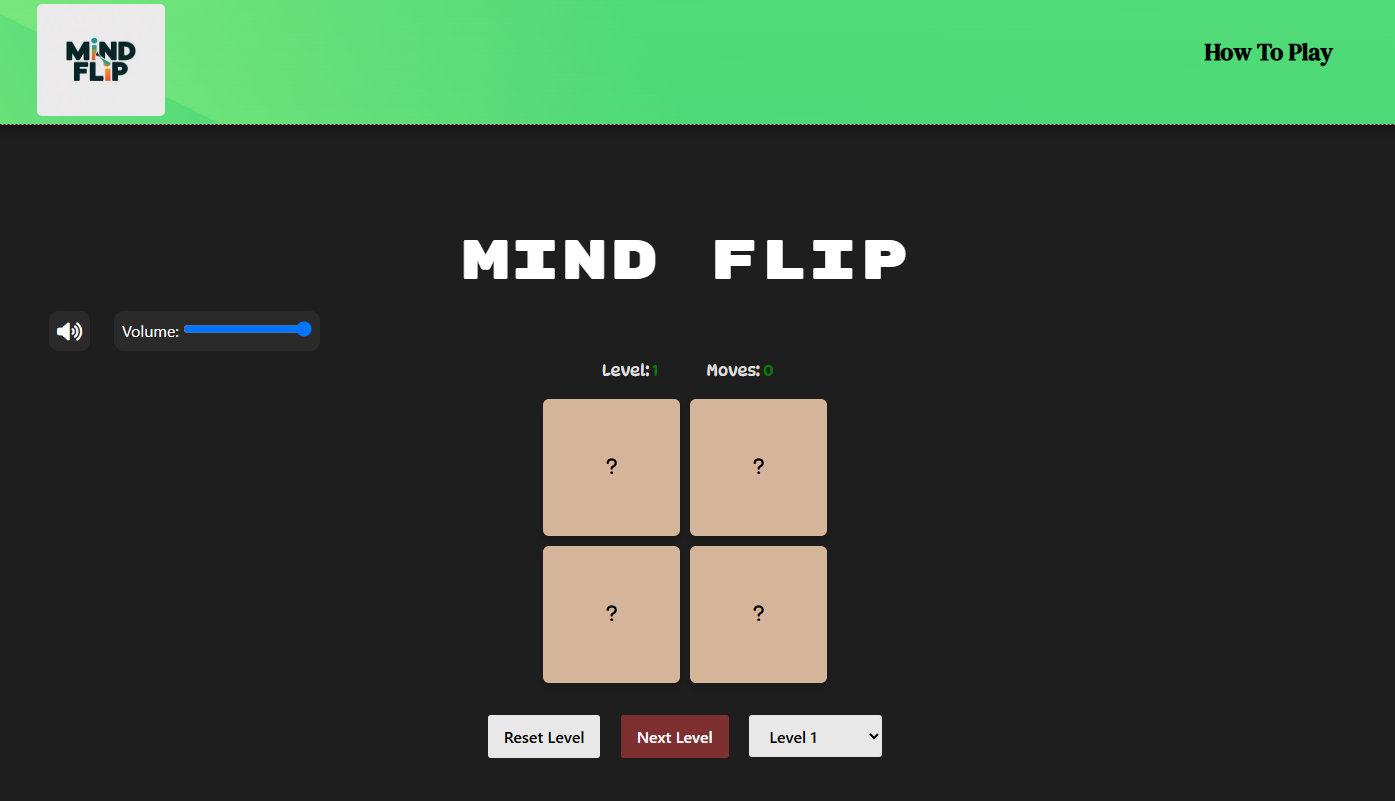 MIND
FLIP
How To Play
MIND FLIP
Volume:
Level: 1 Moves: 0
? ?
? ?
Reset Level Next Level Level 1